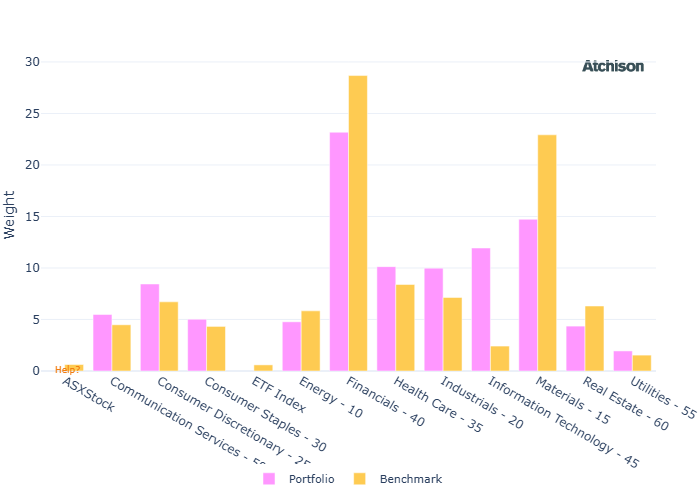 Atchison
30
25
20
15
10
5
0
Weight
Help?
ASXStock
Communication Services - 50
Consumer Discretionary - 25
Consumer Staples - 30
ETF Index
Energy - 10
Financials - 40
Health Care - 35
Industrials - 20
Information Technology - 45
Materials - 15
Real Estate - 60
Utilities - 55
Portfolio
Benchmark